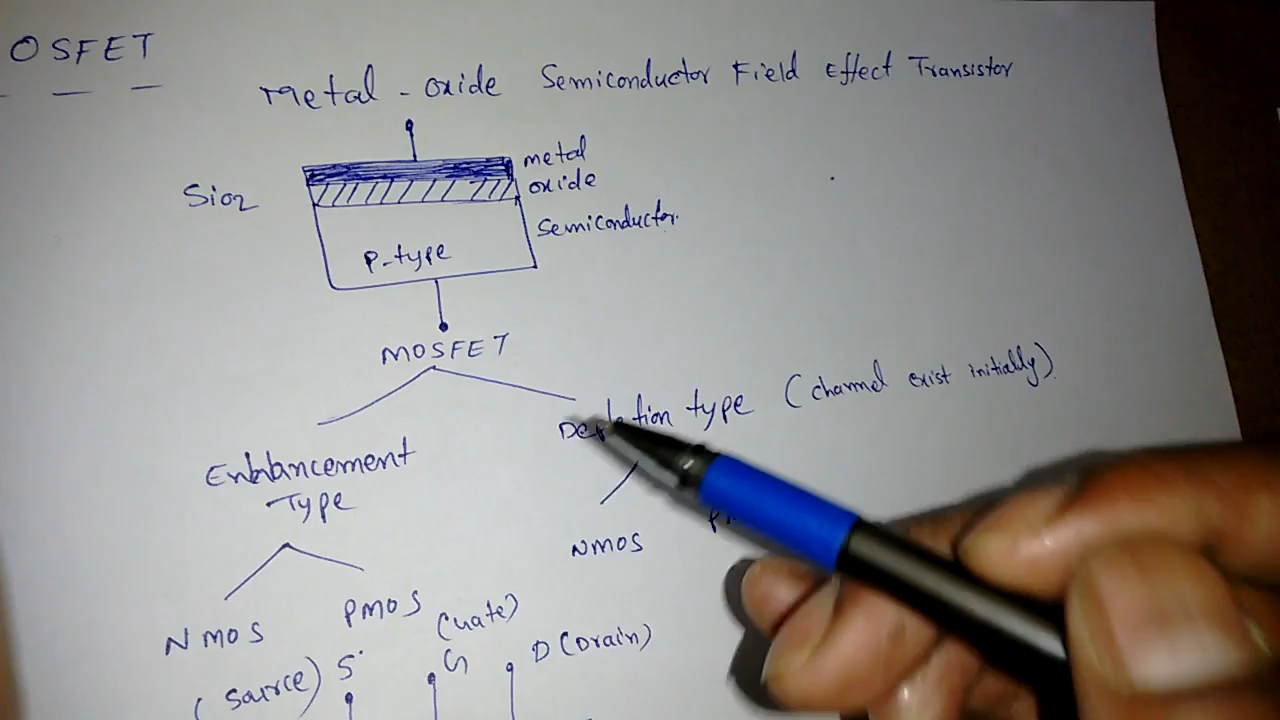 OSFET
Metal - oxide Semiconductor Field Effect Transistor
metal
oxide
SiO2
Semiconductor.
P-type
MOSFET
Depletion type (channel exist initially)
Enhancement
Type
NMOS
NMOS
PMOS
(Gate)
(Source) S
G
D (Drain)